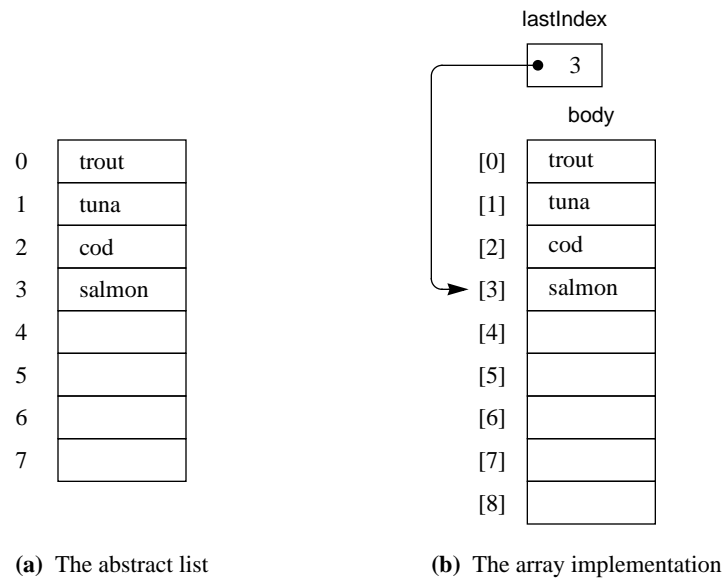 lastIndex
3
body
0 trout
1 tuna
2 cod
3 salmon
4
5
6
7
[0] trout
[1] tuna
[2] cod
[3] salmon
[4]
[5]
[6]
[7]
[8]
(a) The abstract list
(b) The array implementation